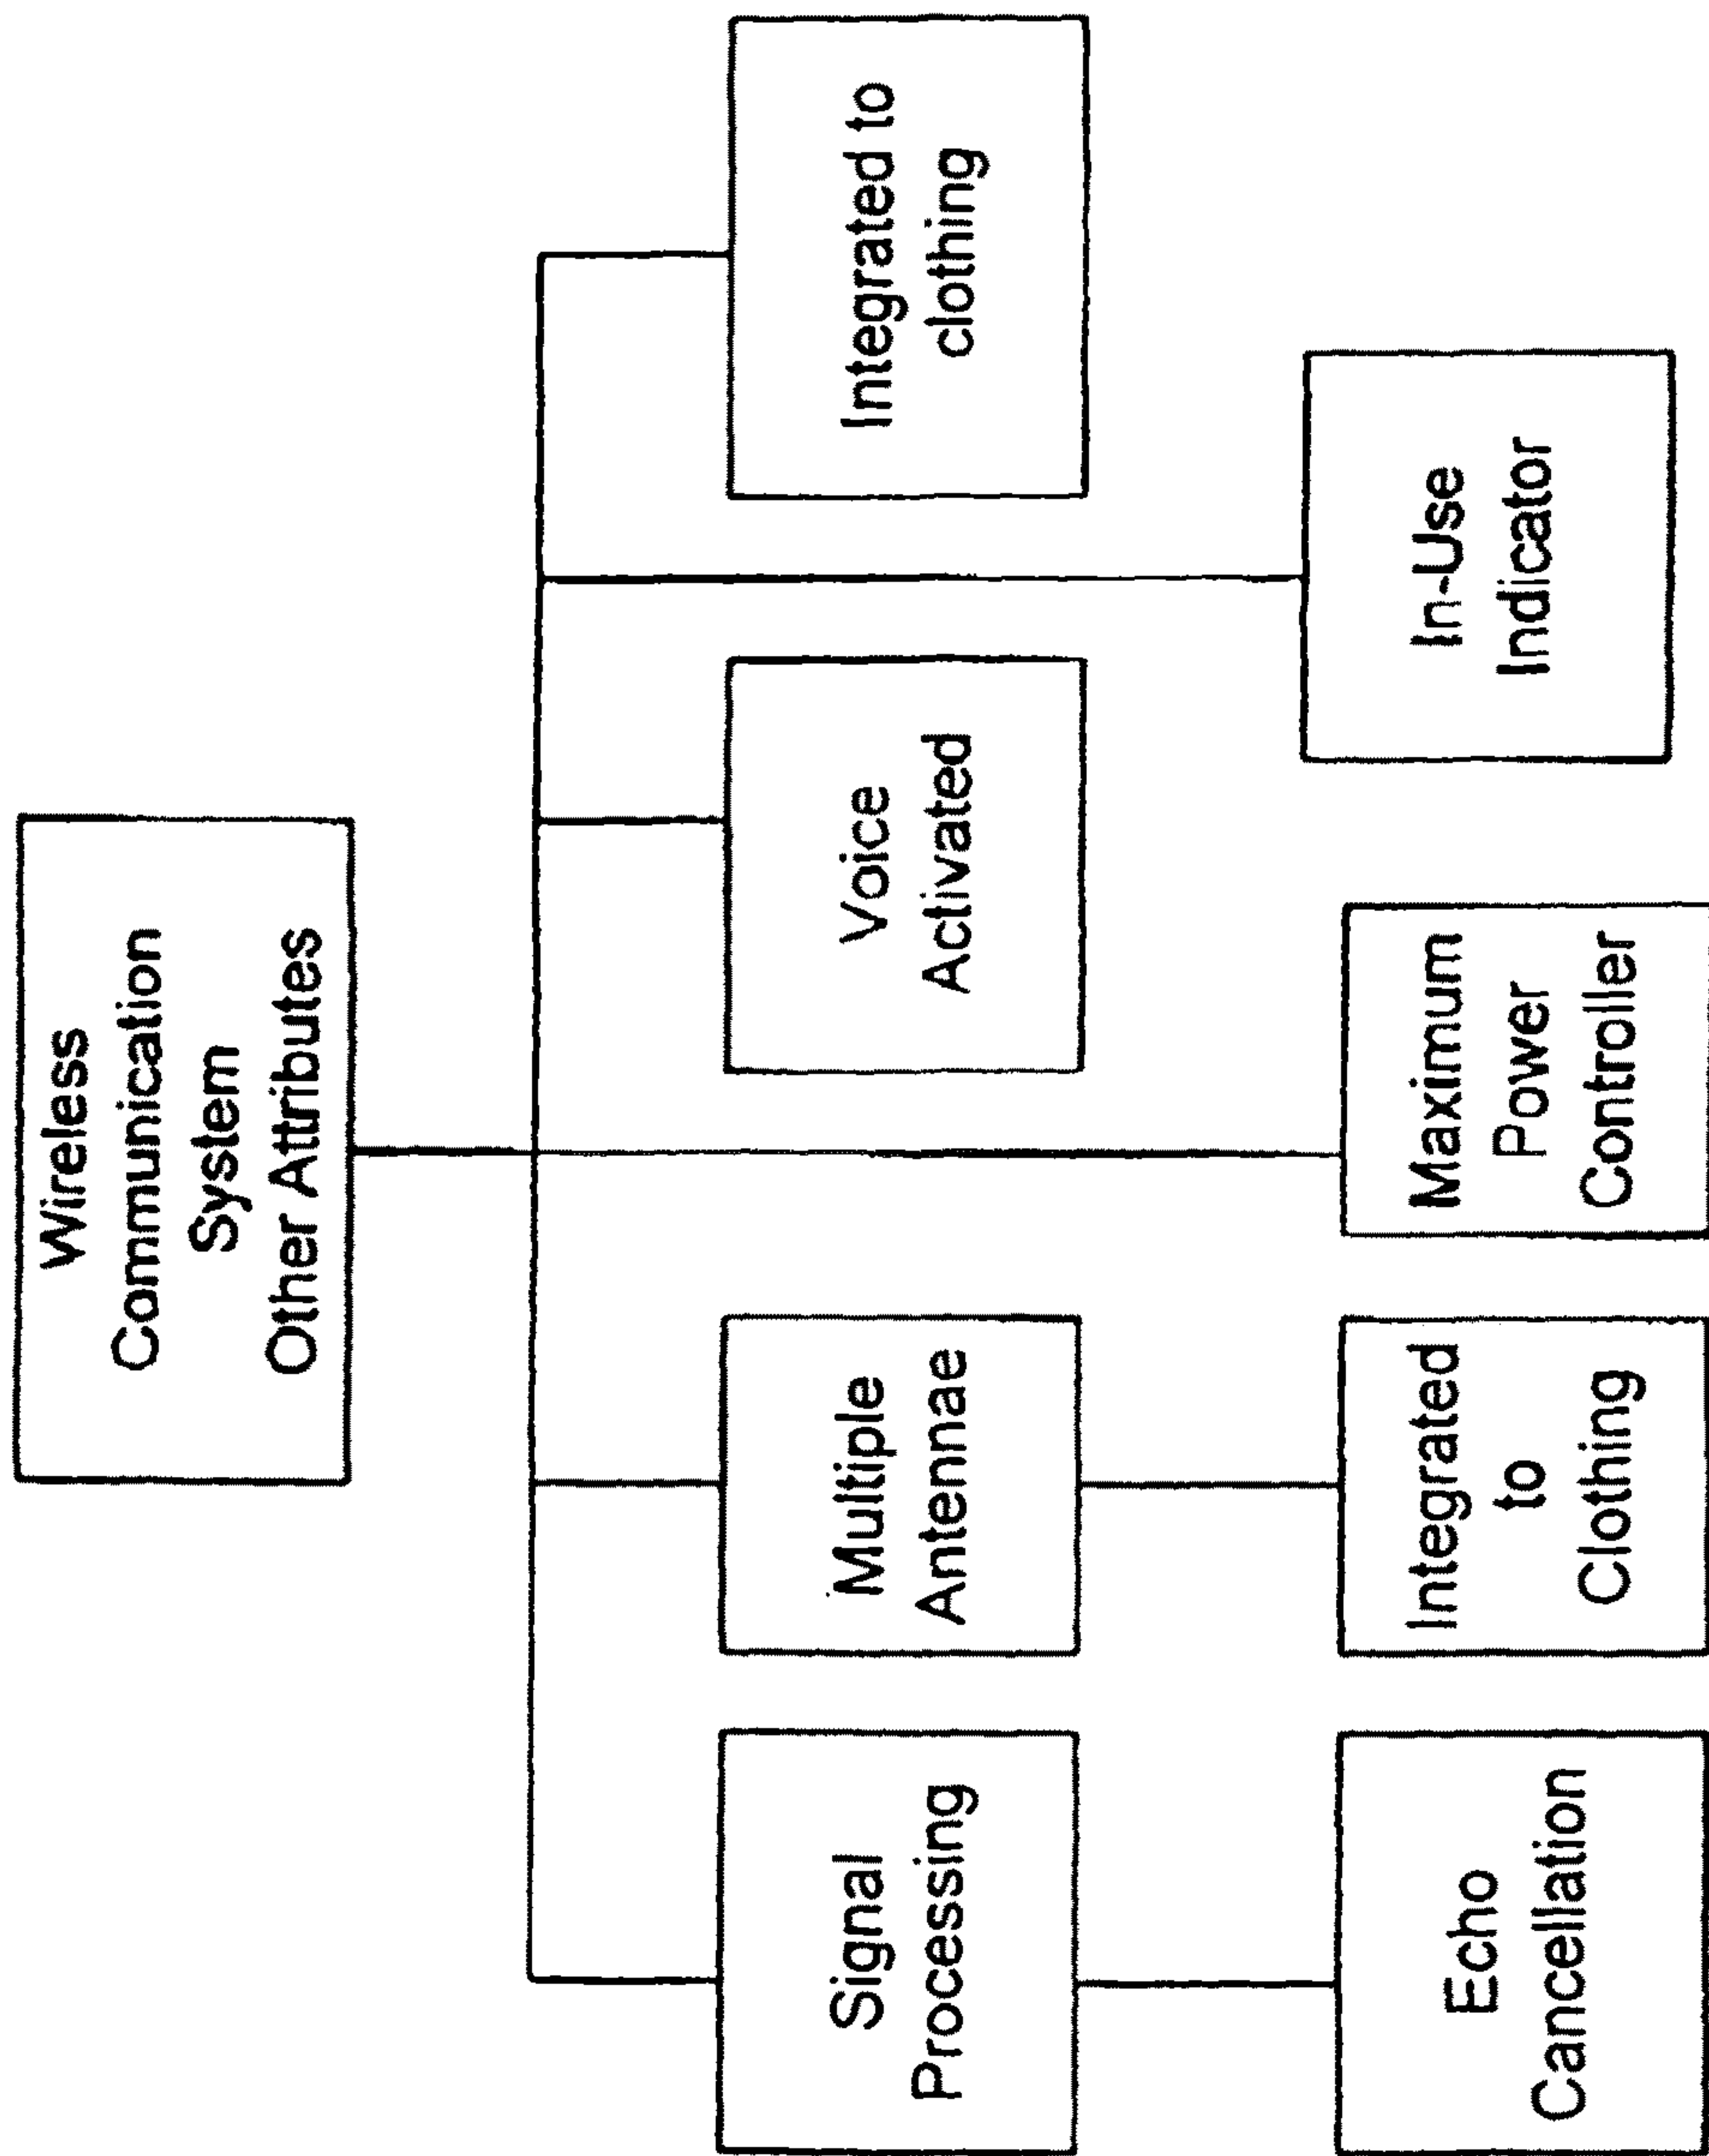 Wireless
Communication
System
Other Attributes
Signal
Processing
Multiple
Antennae
Voice
Activated
Integrated to
clothing
Echo
Cancellation
Integrated
to
Clothing
Maximum
Power
Controller
In-Use
Indicator